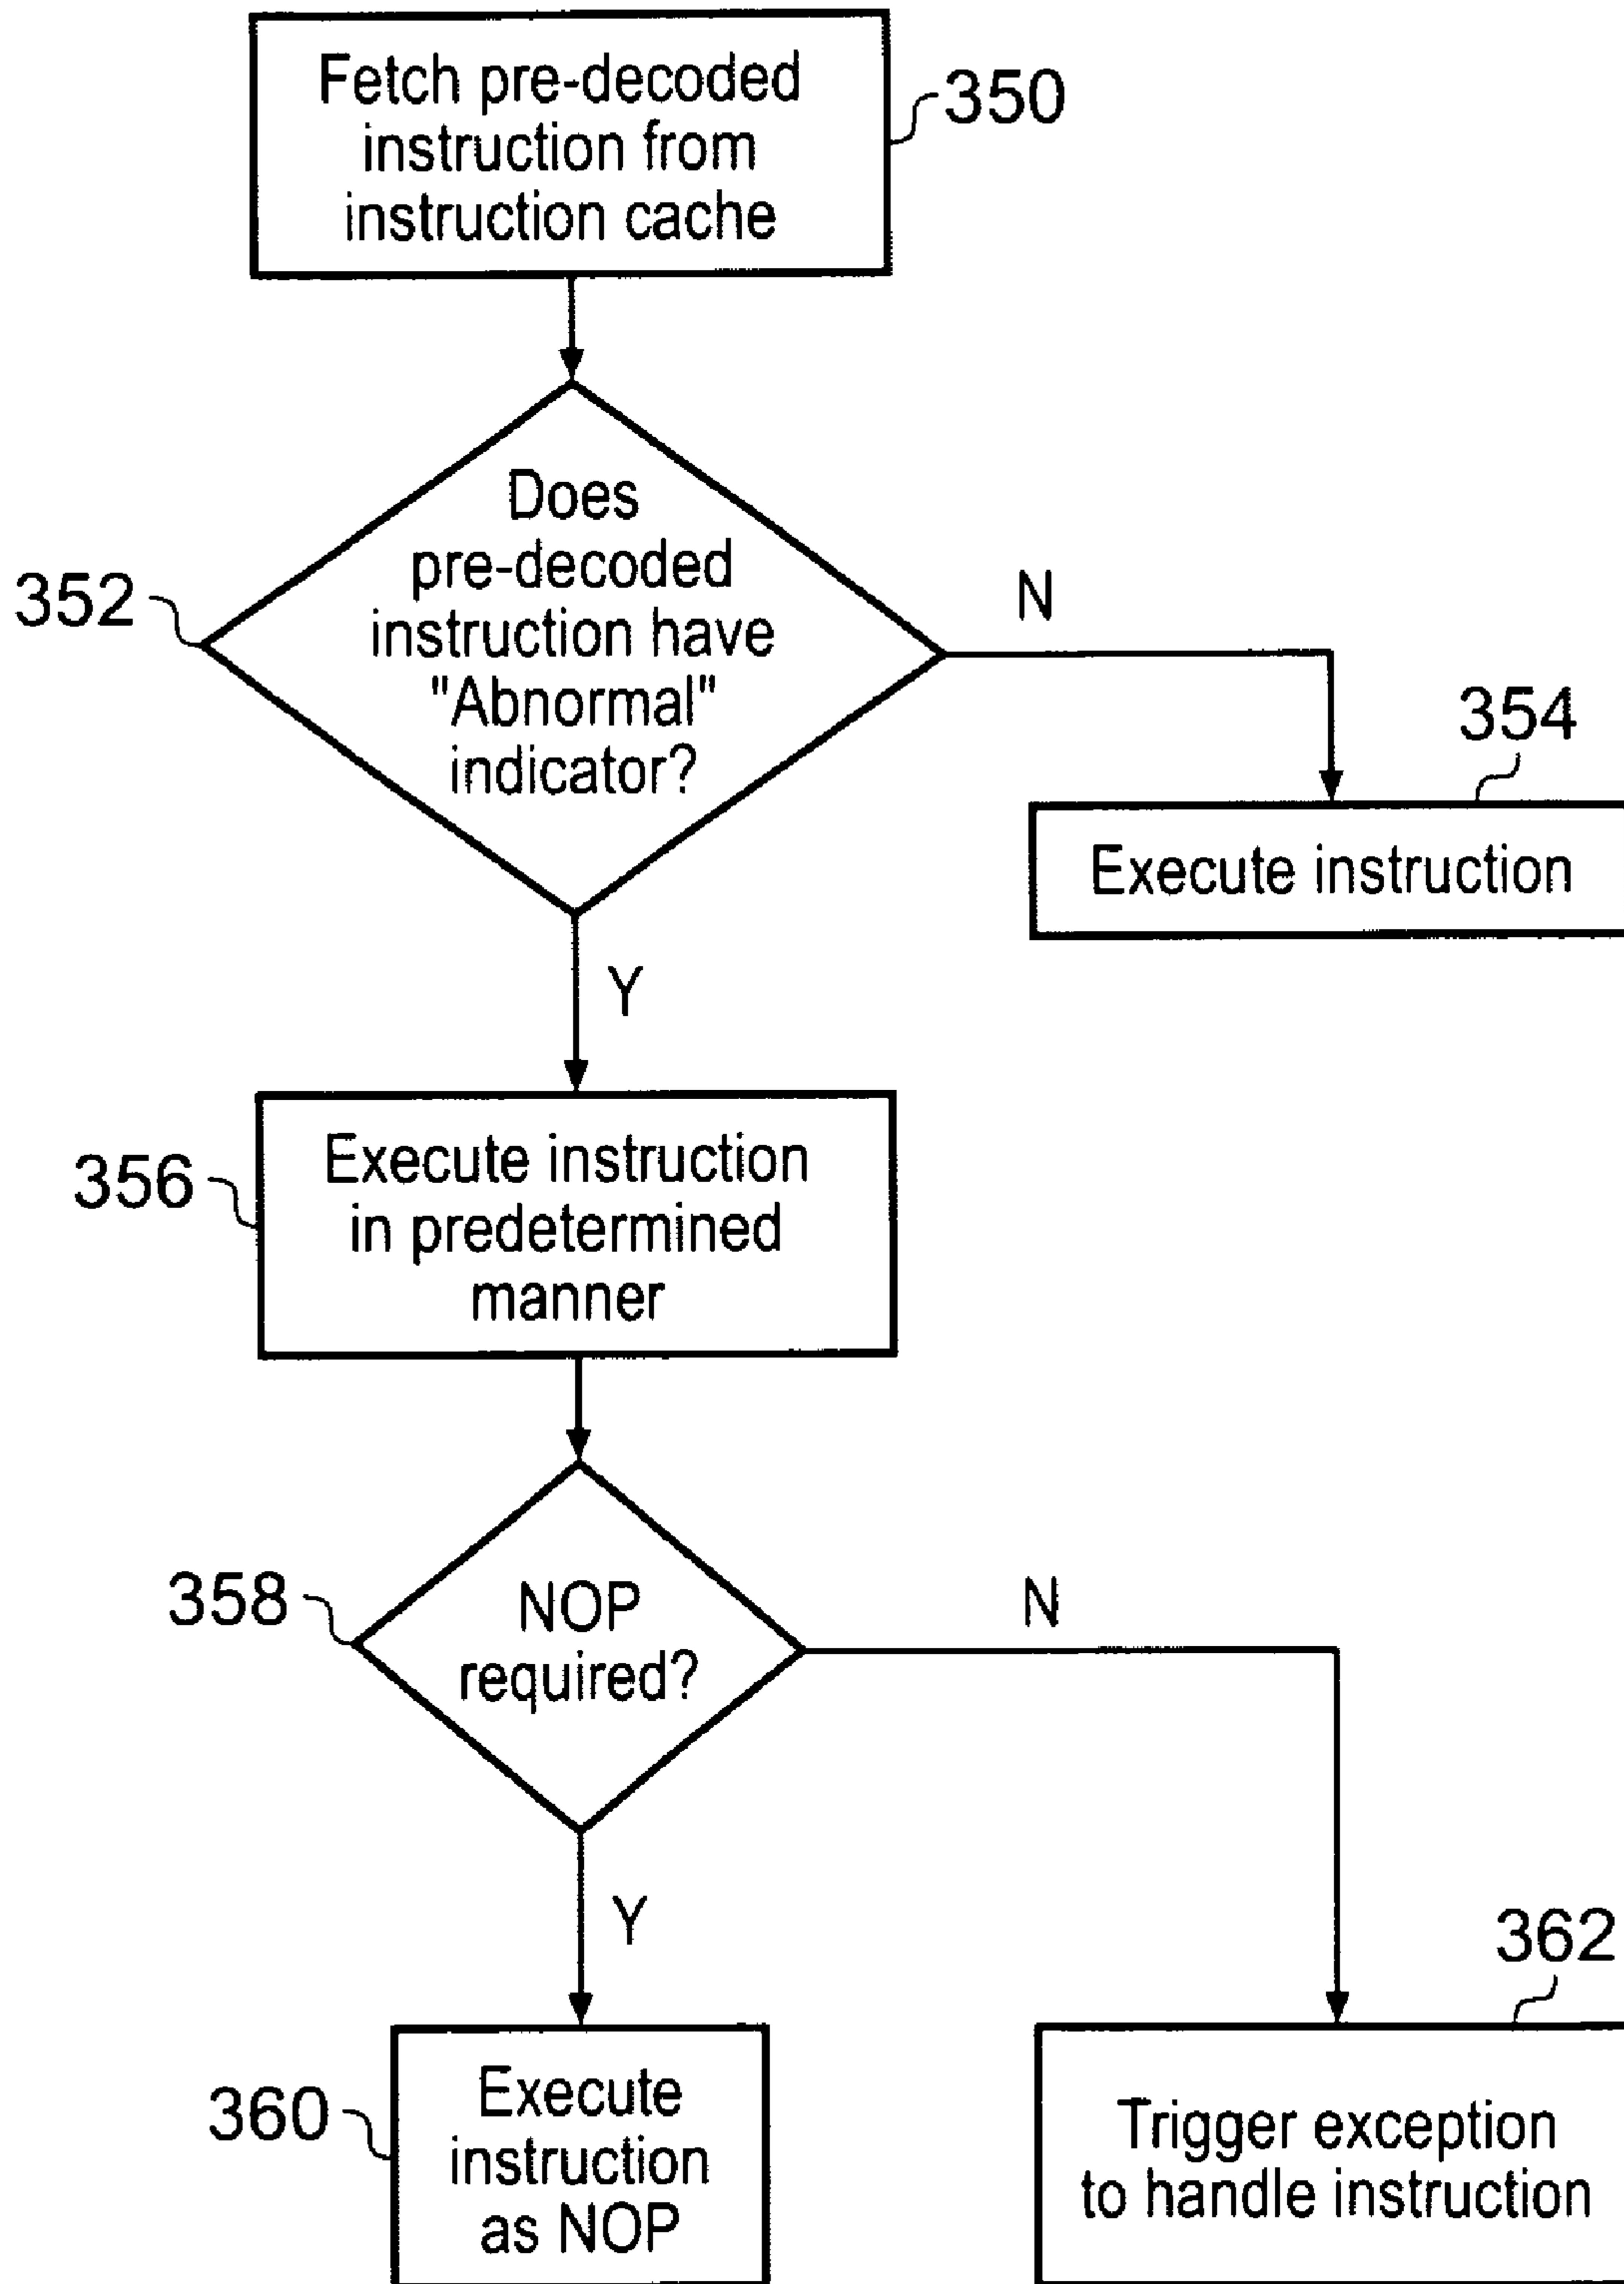 Fetch pre-decoded
instruction from
instruction cache
350
Does
pre-decoded
instruction have
"Abnormal"
indicator?
352
N
354
Execute instruction
Y
356
Execute instruction
in predetermined
manner
358
NOP
required?
N
Y
362
360
Execute
instruction
as NOP
Trigger exception
to handle instruction